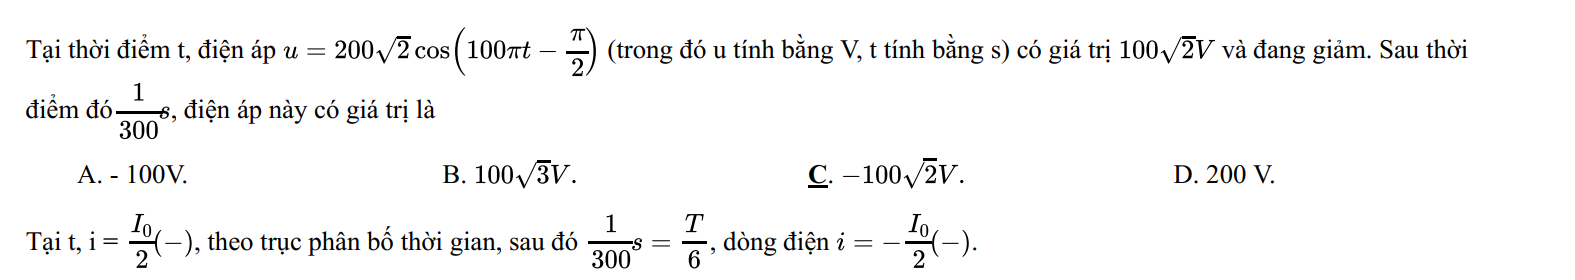 Tại thời điểm t, điện áp $u = 200\sqrt{2}\cos\left(100\pi t - \frac{\pi}{2}\right)$ (trong đó u tính bằng V, t tính bằng s) có giá trị $100\sqrt{2}V$ và đang giảm. Sau thời
điểm đó $\frac{1}{300}s$, điện áp này có giá trị là
A. - 100V. B. $100\sqrt{3}V.$ C. $-100\sqrt{2}V.$ D. 200 V.
Tại t, i = $\frac{I_0}{2}(-)$, theo trục phân bố thời gian, sau đó $\frac{1}{300}s = \frac{T}{6}$, dòng điện $i = -\frac{I_0}{2}(-)$.